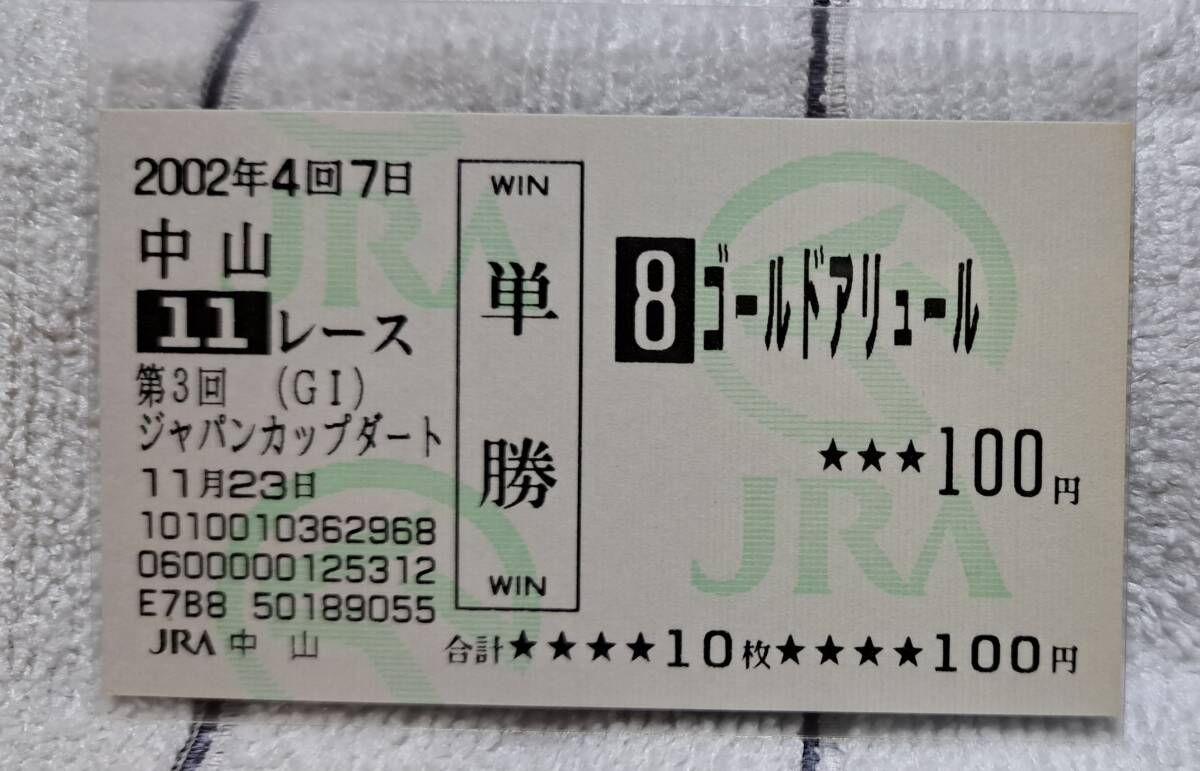 2002年4回7日
中山
11レース
第3回 (GI)
ジャパンカップダート
11月23日
1010010362968
0600000125312
E7B8 50189055
JRA 中 山
WIN
単勝
WIN
8 ゴールドアリュール
★★★100円
合計★★★★10枚★★★★100円
JRA
JRA